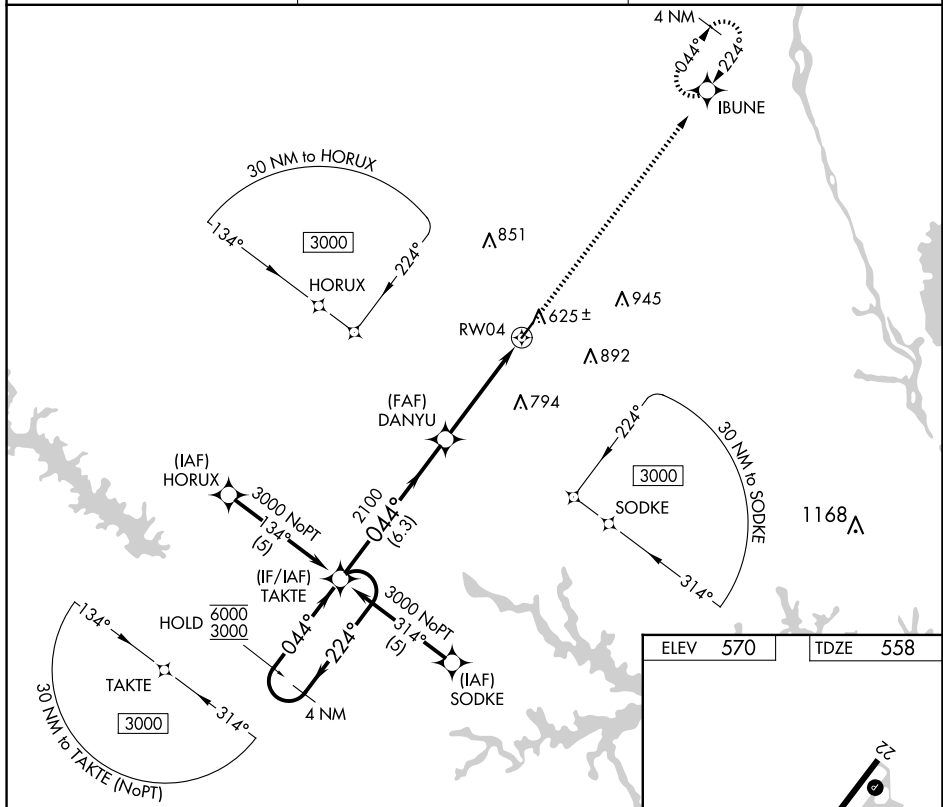 4 NM
044°
224°
IBUNE
30 NM to HORUX
134°
3000
224°
HORUX
851
945
625±
RW04
892
794
(FAF)
DANYU
224°
30 NM to SODKE
3000
SODKE
314°
1168
(IAF)
HORUX
3000 NoPT
134°
(5)
2100
044°
(6.3)
(IF/IAF)
TAKTE
3000 NoPT
314°
(5)
HOLD
6000
3000
044°
224°
(IAF)
SODKE
4 NM
134°
TAKTE
314°
3000
30 NM to TAKTE (NoPT)
ELEV 570
TDZE 558
22
P